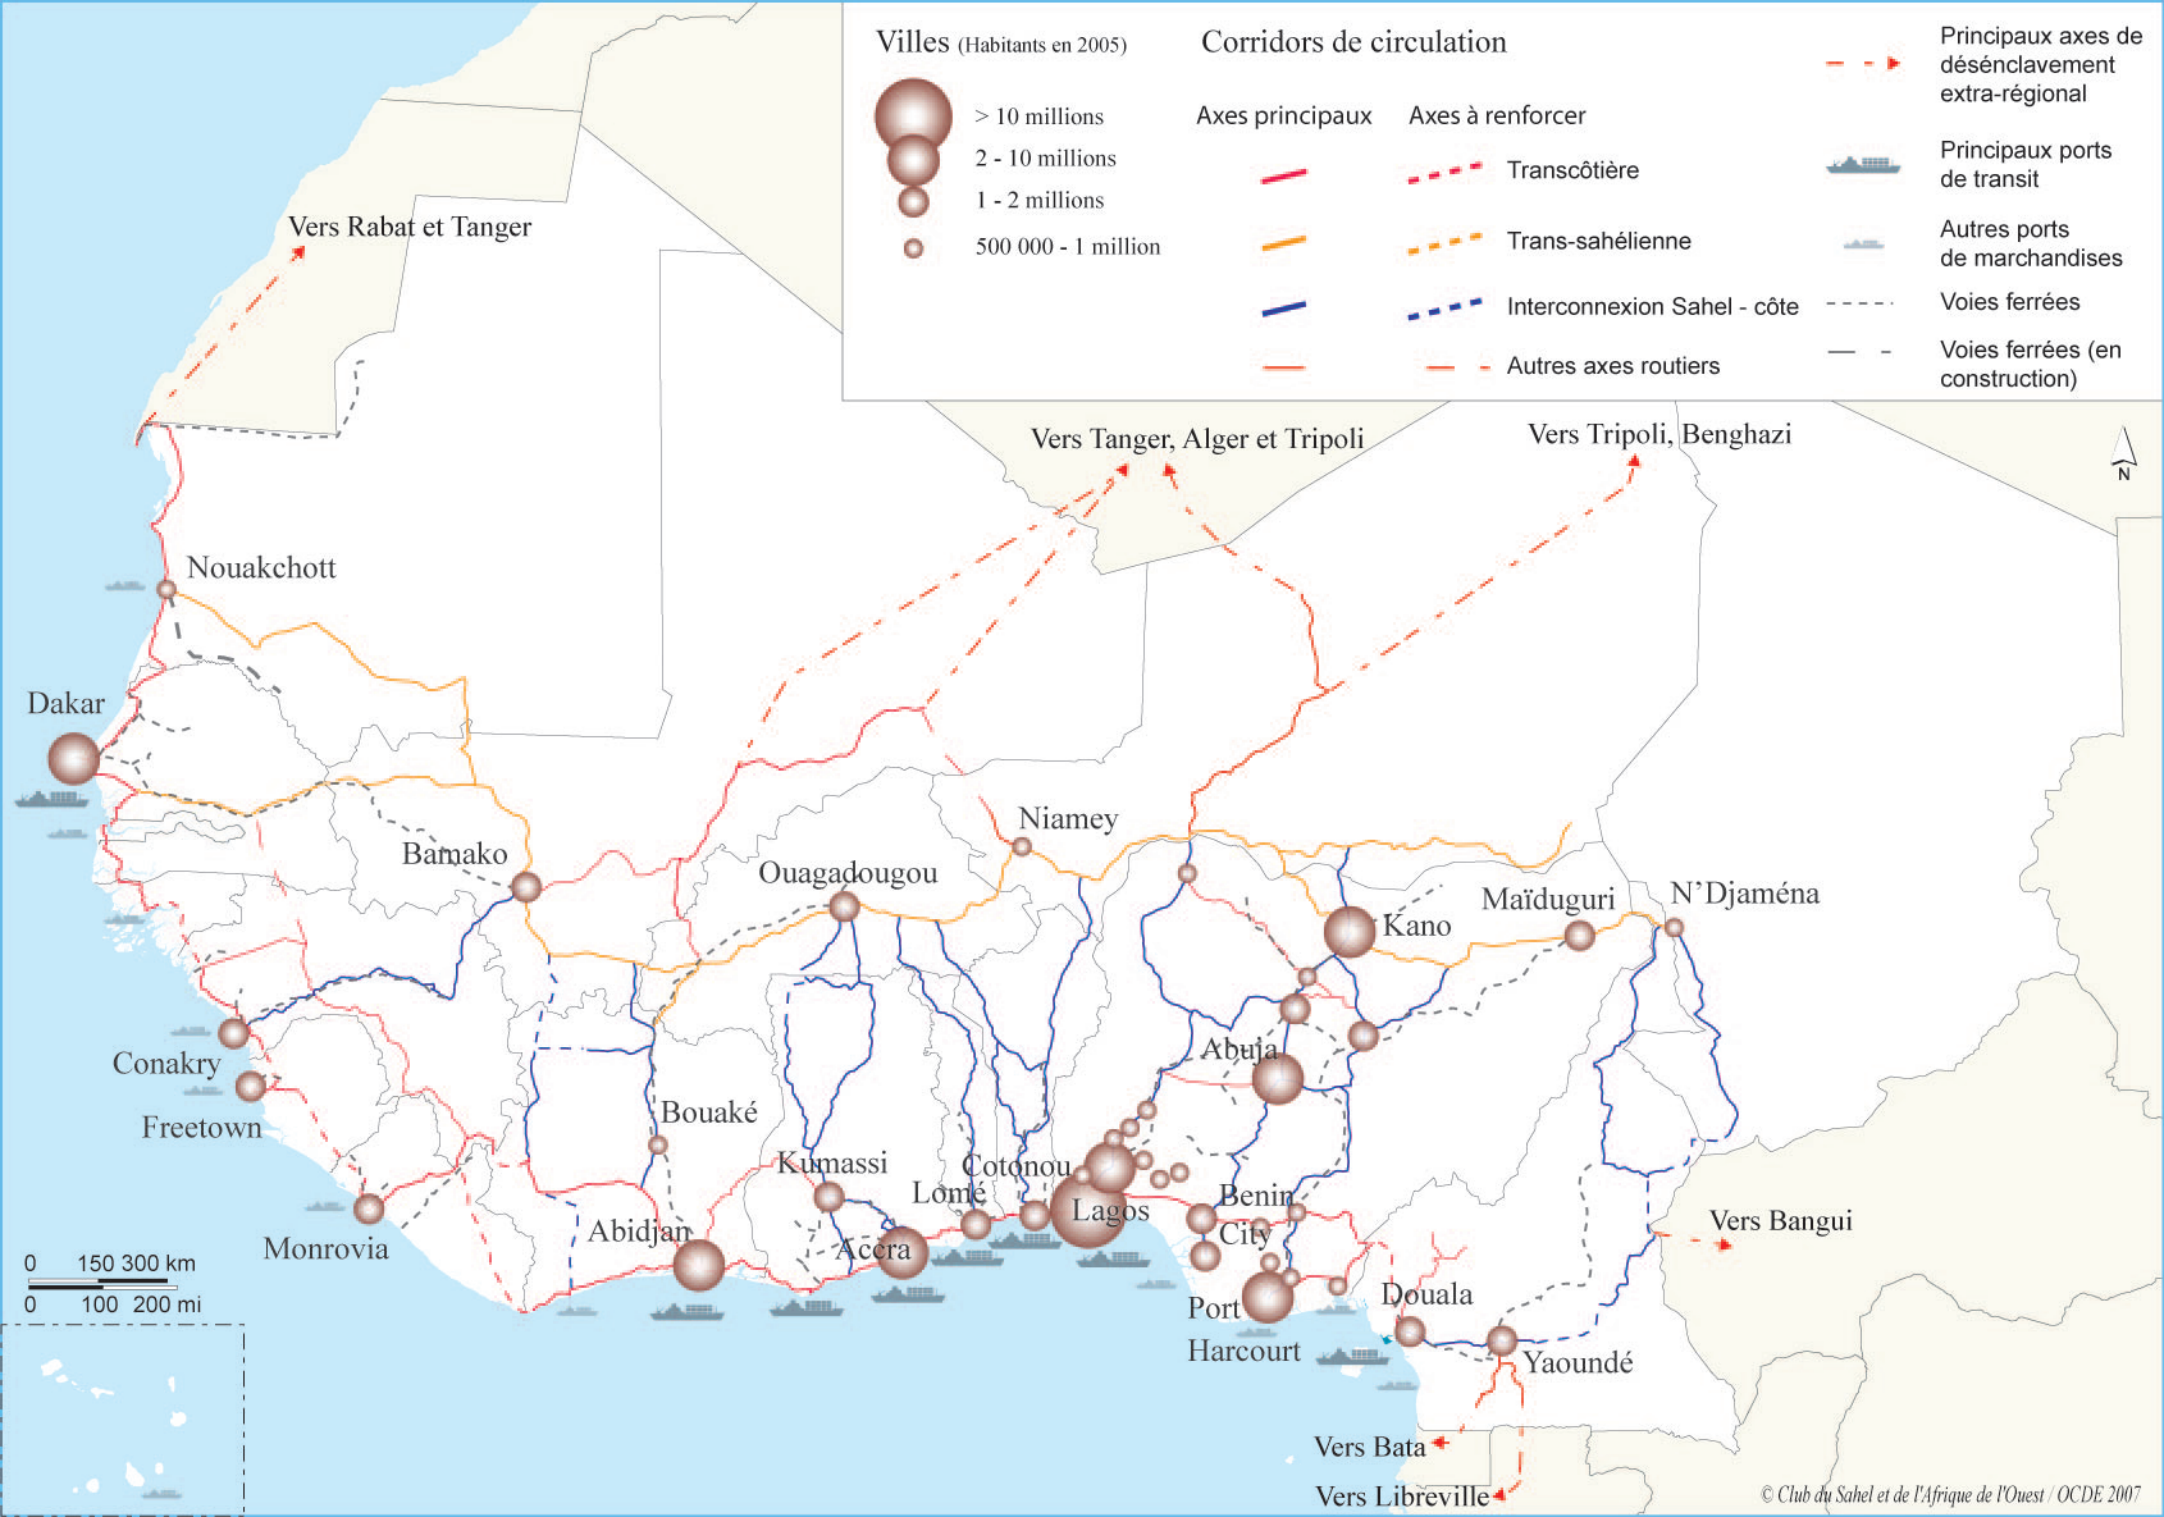 Villes (Habitants en 2005)
> 10 millions
2 - 10 millions
1 - 2 millions
500 000 - 1 million
Corridors de circulation
Axes principaux
Axes à renforcer
Transcôtière
Trans-sahélienne
Interconnexion Sahel - côte
Autres axes routiers
Principaux axes de
désénclavement
extra-régional
Principaux ports
de transit
Autres ports
de marchandises
Voies ferrées
Voies ferrées (en
construction)
Vers Rabat et Tanger
Vers Tanger, Alger et Tripoli
Vers Tripoli, Benghazi
N
Nouakchott
Dakar
Niamey
Bamako
Ouagadougou
Maïduguri
N'Djaména
Kano
Conakry
Abuja
Freetown
Bouaké
Kumassi
Cotonou
Lomé
Lagos
Benin
City
Vers Bangui
Abidjan
Accra
Monrovia
0 150 300 km
0 100 200 mi
Douala
Port
Harcourt
Yaoundé
Vers Bata
Vers Libreville
© Club du Sahel et de l'Afrique de l'Ouest / OCDE 2007